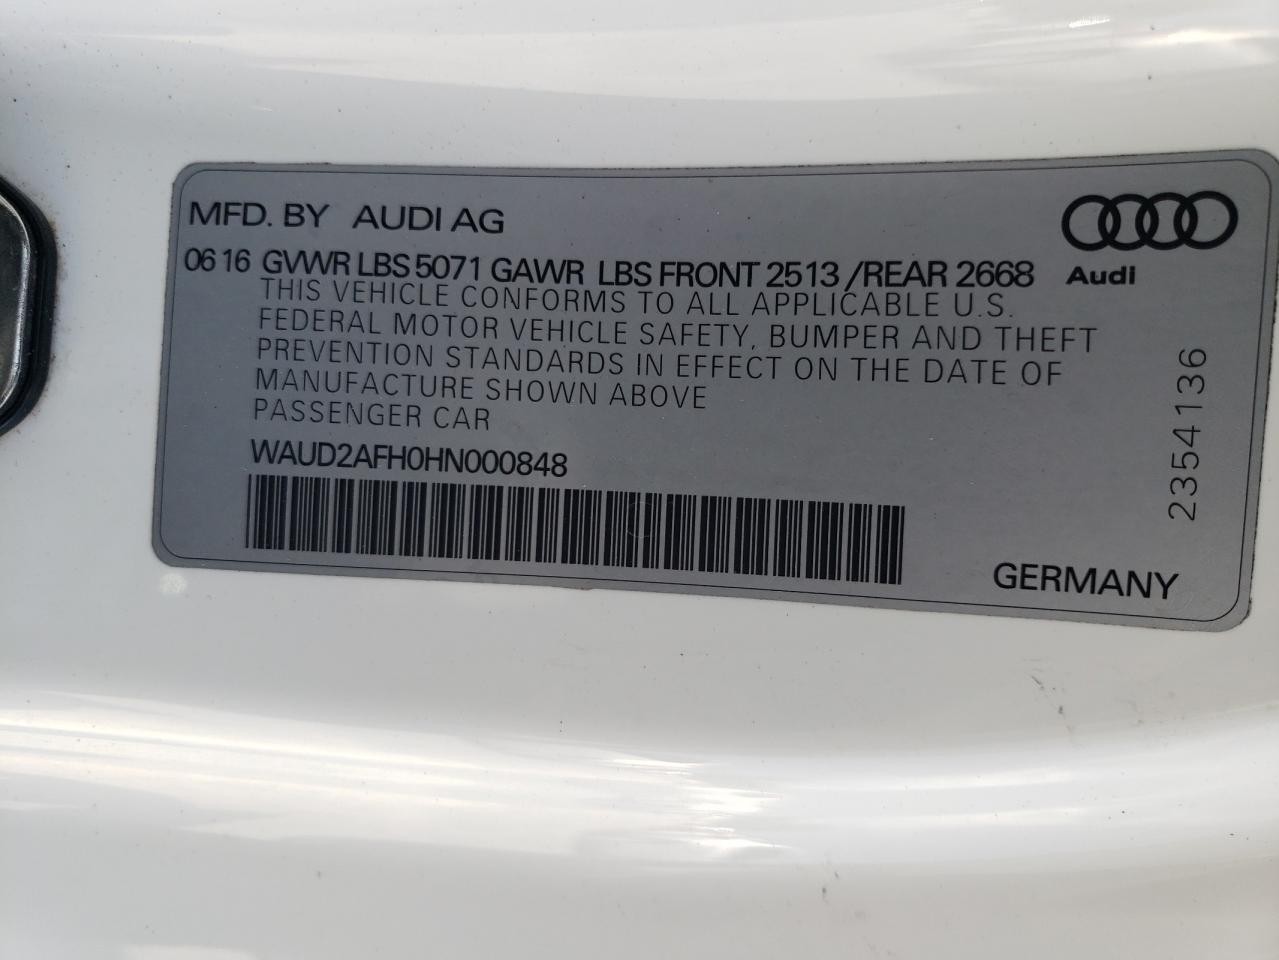 MFD. BY AUDI AG
06 16 GVWR LBS 5071 GAWR LBS FRONT 2513 /REAR 2668
Audi
THIS VEHICLE CONFORMS TO ALL APPLICABLE U.S.
FEDERAL MOTOR VEHICLE SAFETY, BUMPER AND THEFT
PREVENTION STANDARDS IN EFFECT ON THE DATE OF
MANUFACTURE SHOWN ABOVE
PASSENGER CAR
WAUD2AFH0HN000848
2354136
GERMANY